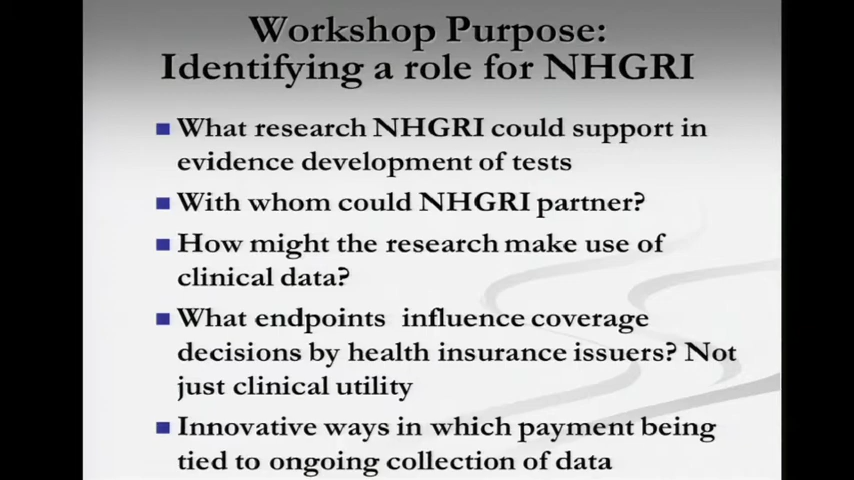 Workshop Purpose:
Identifying a role for NHGRI
What research NHGRI could support in
evidence development of tests
With whom could NHGRI partner?
How might the research make use of
clinical data?
What endpoints influence coverage
decisions by health insurance issuers? Not
just clinical utility
Innovative ways in which payment being
tied to ongoing collection of data